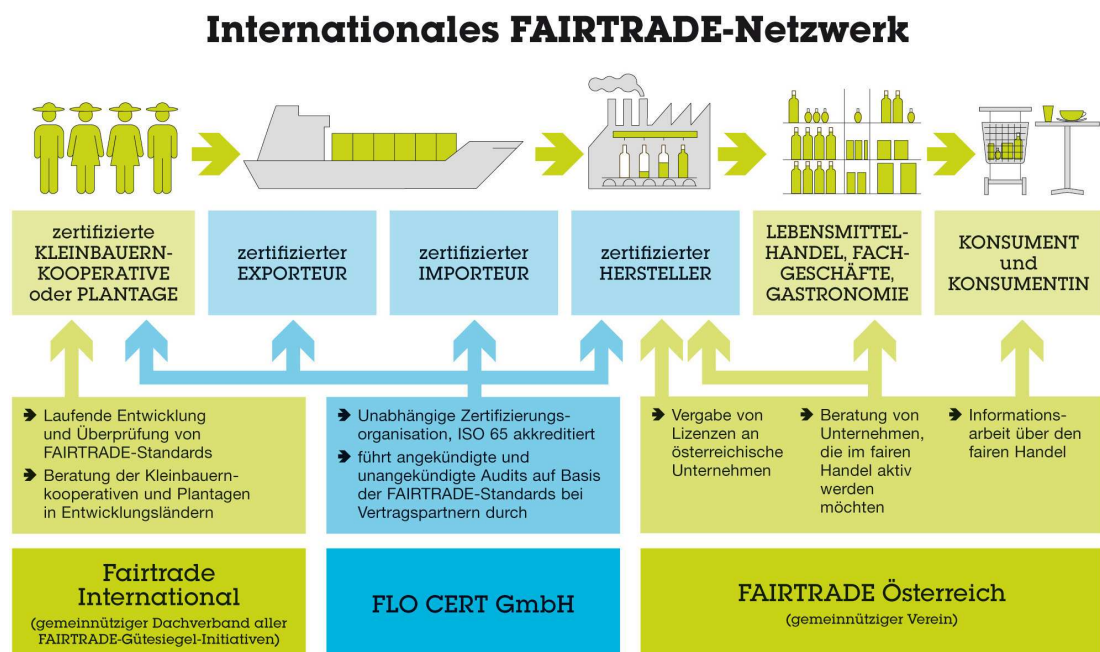 Internationales FAIRTRADE-Netzwerk
zertifizierte
KLEINBAUERN-
KOOPERATIVE
oder PLANTAGE
zertifizierter
EXPORTEUR
zertifizierter
IMPORTEUR
zertifizierter
HERSTELLER
LEBENSMITTEL-
HANDEL, FACH-
GESCHÄFTE,
GASTRONOMIE
KONSUMENT
und
KONSUMENTIN
Laufende Entwicklung
und Überprüfung von
FAIRTRADE-Standards
Beratung der Kleinbauern-
kooperativen und Plantagen
in Entwicklungsländern
Unabhängige Zertifizierungs-
organisation, ISO 65 akkreditiert
führt angekündigte und
unangekündigte Audits auf Basis
der FAIRTRADE-Standards bei
Vertragspartnern durch
Vergabe von
Lizenzen an
österreichische
Unternehmen
Beratung von
Unternehmen,
die im fairen
Handel aktiv
werden
möchten
Informations-
arbeit über den
fairen Handel
Fairtrade
International
(gemeinnütziger Dachverband aller
FAIRTRADE-Gütesiegel-Initiativen)
FLO CERT GmbH
FAIRTRADE Österreich
(gemeinnütziger Verein)